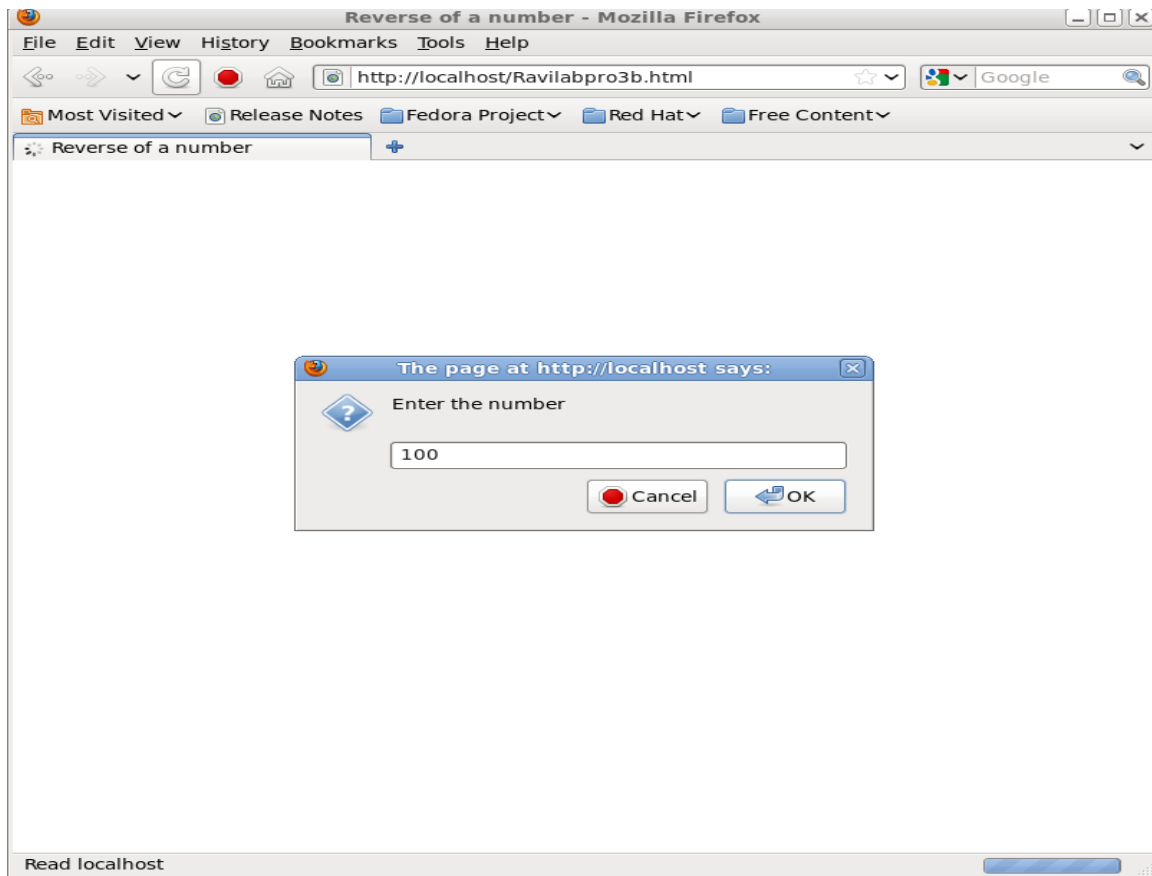 Reverse of a number - Mozilla Firefox
File Edit View History Bookmarks Tools Help
http://localhost/Ravilabpro3b.html Google
Most Visited Release Notes Fedora Project Red Hat Free Content
Reverse of a number
The page at http://localhost says:
Enter the number
100
Cancel OK
Read localhost